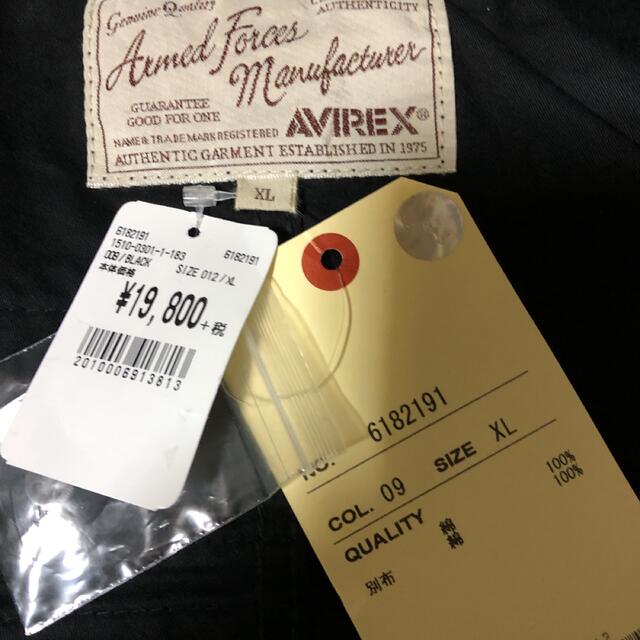 Genuine Quality
AUTHENTICITY
Armed Forces
Manufacturer
GUARANTEE
GOOD FOR ONE
NAME & TRADEMARK REGISTERED
AVIREX®
AUTHENTIC GARMENT ESTABLISHED IN 1975
XL
6182191
1510-0301-1-183 6182191
009/BLACK SIZE 012/XL
本体価格
¥19,800+税
2010006913813
NO. 6182191
COL. 09 SIZE XL
QUALITY 綿 100%
綿 100%
別布